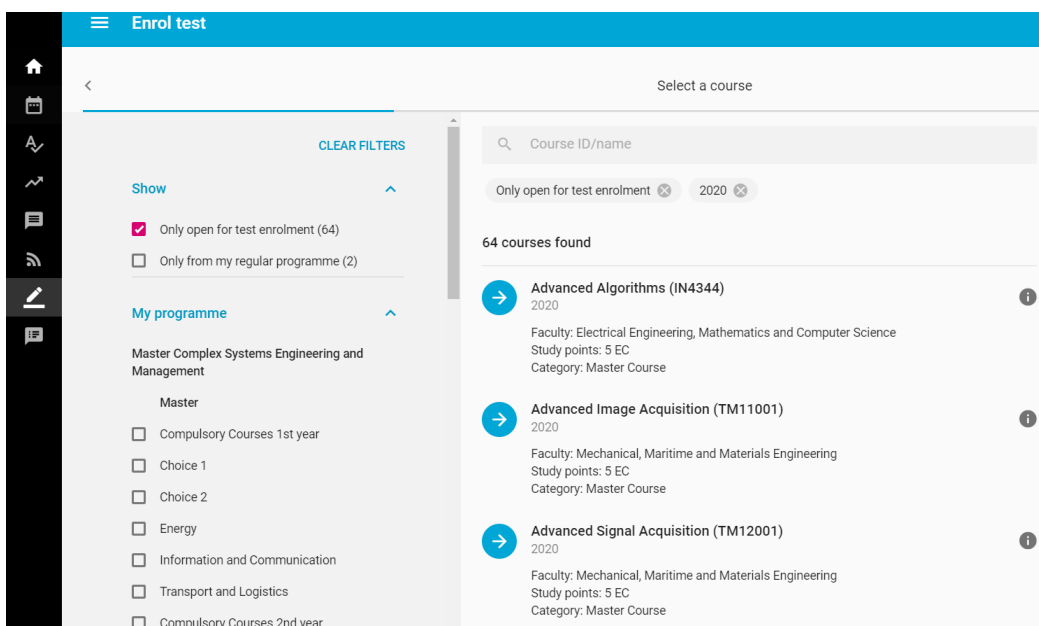 Enrol test
Select a course
CLEAR FILTERS
Show
Only open for test enrolment (64)
Only from my regular programme (2)
My programme
Master Complex Systems Engineering and
Management
Master
Compulsory Courses 1st year
Choice 1
Choice 2
Energy
Information and Communication
Transport and Logistics
Compulsory Courses 2nd year
Course ID/name
Only open for test enrolment
2020
64 courses found
Advanced Algorithms (IN4344)
2020
Faculty: Electrical Engineering, Mathematics and Computer Science
Study points: 5 EC
Category: Master Course
Advanced Image Acquisition (TM11001)
2020
Faculty: Mechanical, Maritime and Materials Engineering
Study points: 5 EC
Category: Master Course
Advanced Signal Acquisition (TM12001)
2020
Faculty: Mechanical, Maritime and Materials Engineering
Study points: 5 EC
Category: Master Course